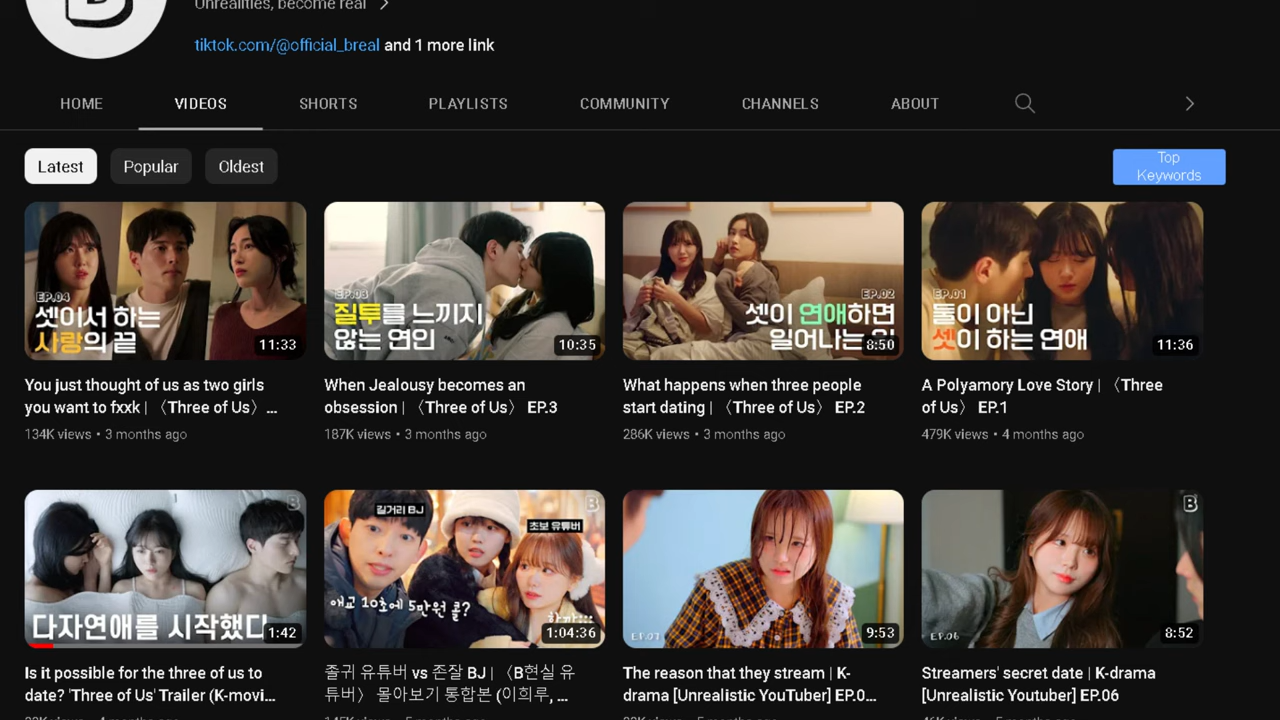 Unrealities, become real
tiktok.com/@official_breal and 1 more link
HOME VIDEOS SHORTS PLAYLISTS COMMUNITY CHANNELS ABOUT
Latest Popular Oldest
Top
Keywords
EP.04
셋이서 하는
사랑의 끝
11:33
EP.03
질투를 느끼지
않는 연인
10:35
EP.02
셋이 연애하면
일어나는
8:50
EP.01
둘이 아닌
셋이 하는 연애
11:36
You just thought of us as two girls
you want to fxxk | 〈Three of Us〉 ...
134K views • 3 months ago
When Jealousy becomes an
obsession | 〈Three of Us〉 EP.3
187K views • 3 months ago
What happens when three people
start dating | 〈Three of Us〉 EP.2
286K views • 3 months ago
A Polyamory Love Story | 〈Three
of Us〉 EP.1
479K views • 4 months ago
B
다자연애를 시작했다
1:42
B
길거리 BJ
초보 유튜버
애교 10초에 5만원 콜?
1:04:36
EP.07
9:53
B
EP.06
8:52
Is it possible for the three of us to
date? 'Three of Us' Trailer (K-movi...
졸귀 유튜버 vs 존잘 BJ | 〈B현실 유
튜버〉 몰아보기 통합본 (이희루, ...
The reason that they stream | K-
drama [Unrealistic YouTuber] EP.0...
Streamers' secret date | K-drama
[Unrealistic Youtuber] EP.06